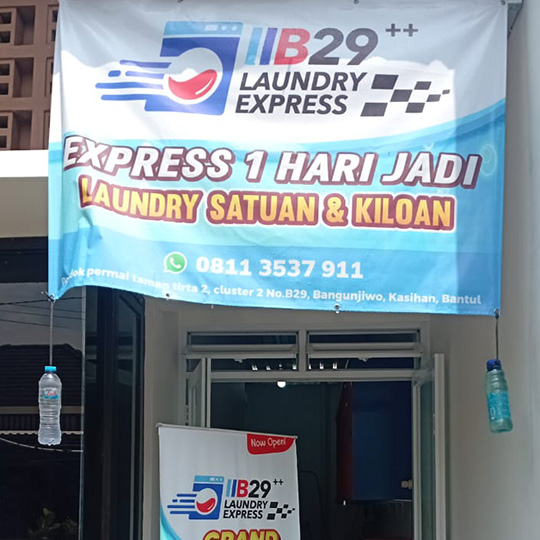 ||B29++
LAUNDRY
EXPRESS
EXPRESS 1 HARI JADI
LAUNDRY SATUAN & KILOAN
0811 3537 911
permai taman tirta 2, cluster 2 No.B29, Bangunjiwo, Kasihan, Bantul
Now Open!
||B29++
LAUNDRY
EXPRESS
GRAND